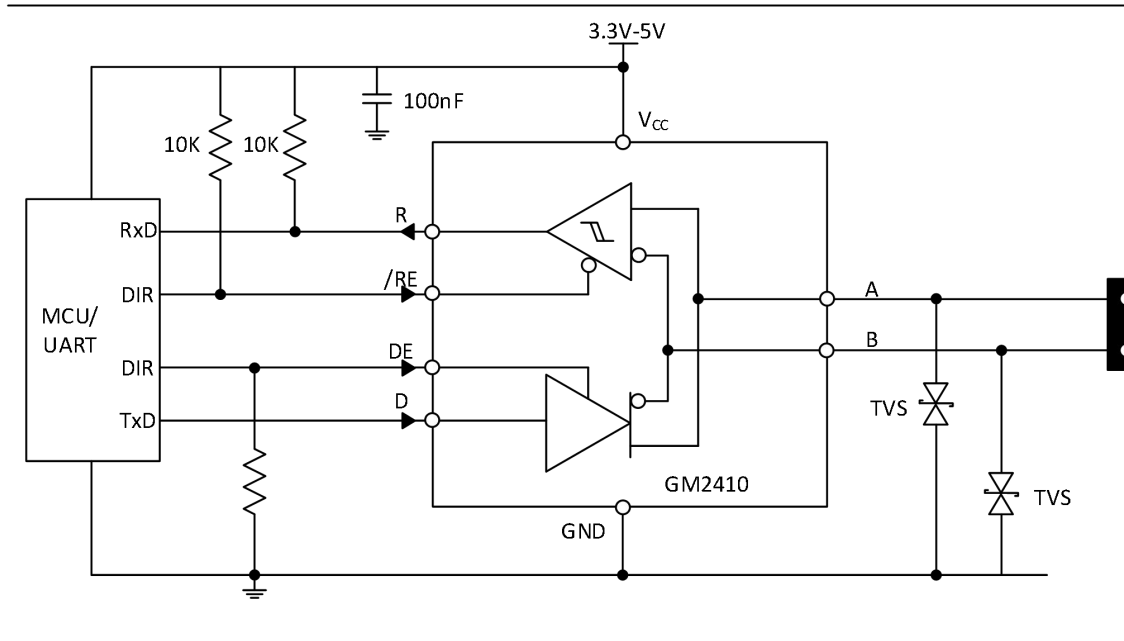 3.3V-5V
100nF
VCC
10K 10K
R
RxD
/RE
DIR
MCU/
UART
A
DE
B
DIR
D
TxD
TVS
GM2410
TVS
GND